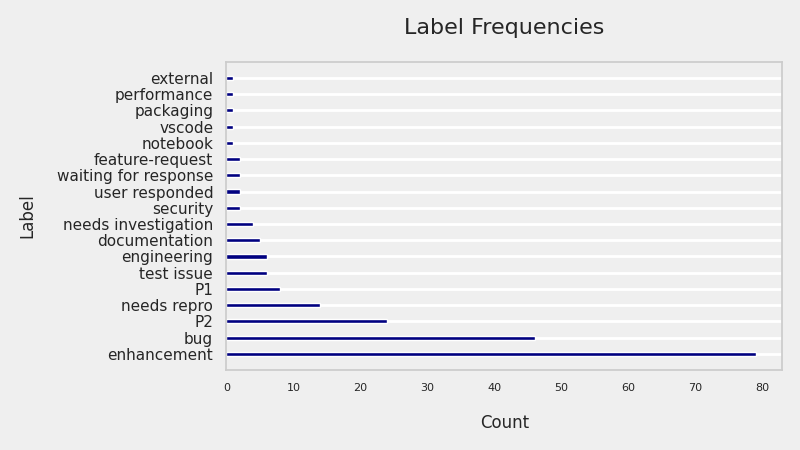 Label Frequencies
external
performance
packaging
vscode
notebook
feature-request
waiting for response
user responded
security
needs investigation
documentation
engineering
test issue
P1
needs repro
P2
bug
enhancement
Label
0 10 20 30 40 50 60 70 80
Count